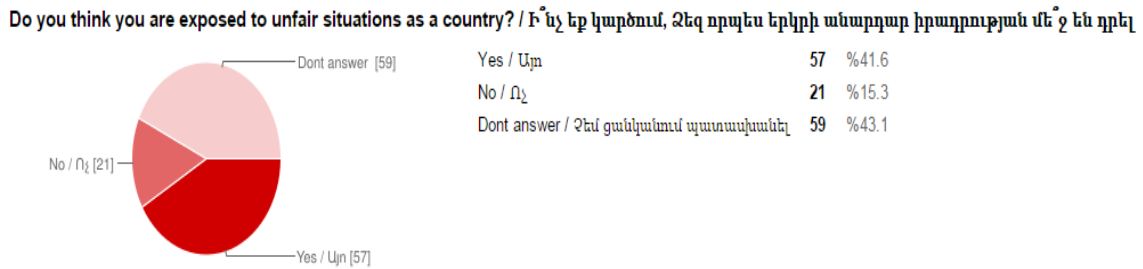 Do you think you are exposed to unfair situations as a country? / Ի՞նչ եք կարծում, Ձեզ որպես երկրի անարդար իրադրության մե՞ջ են դրել
Dont answer [59]
No / Ոչ [21]
Yes / Այո [57]
Yes / Այո 57 %41.6
No / Ոչ 21 %15.3
Dont answer / Չեմ ցանկանում պատասխանել 59 %43.1